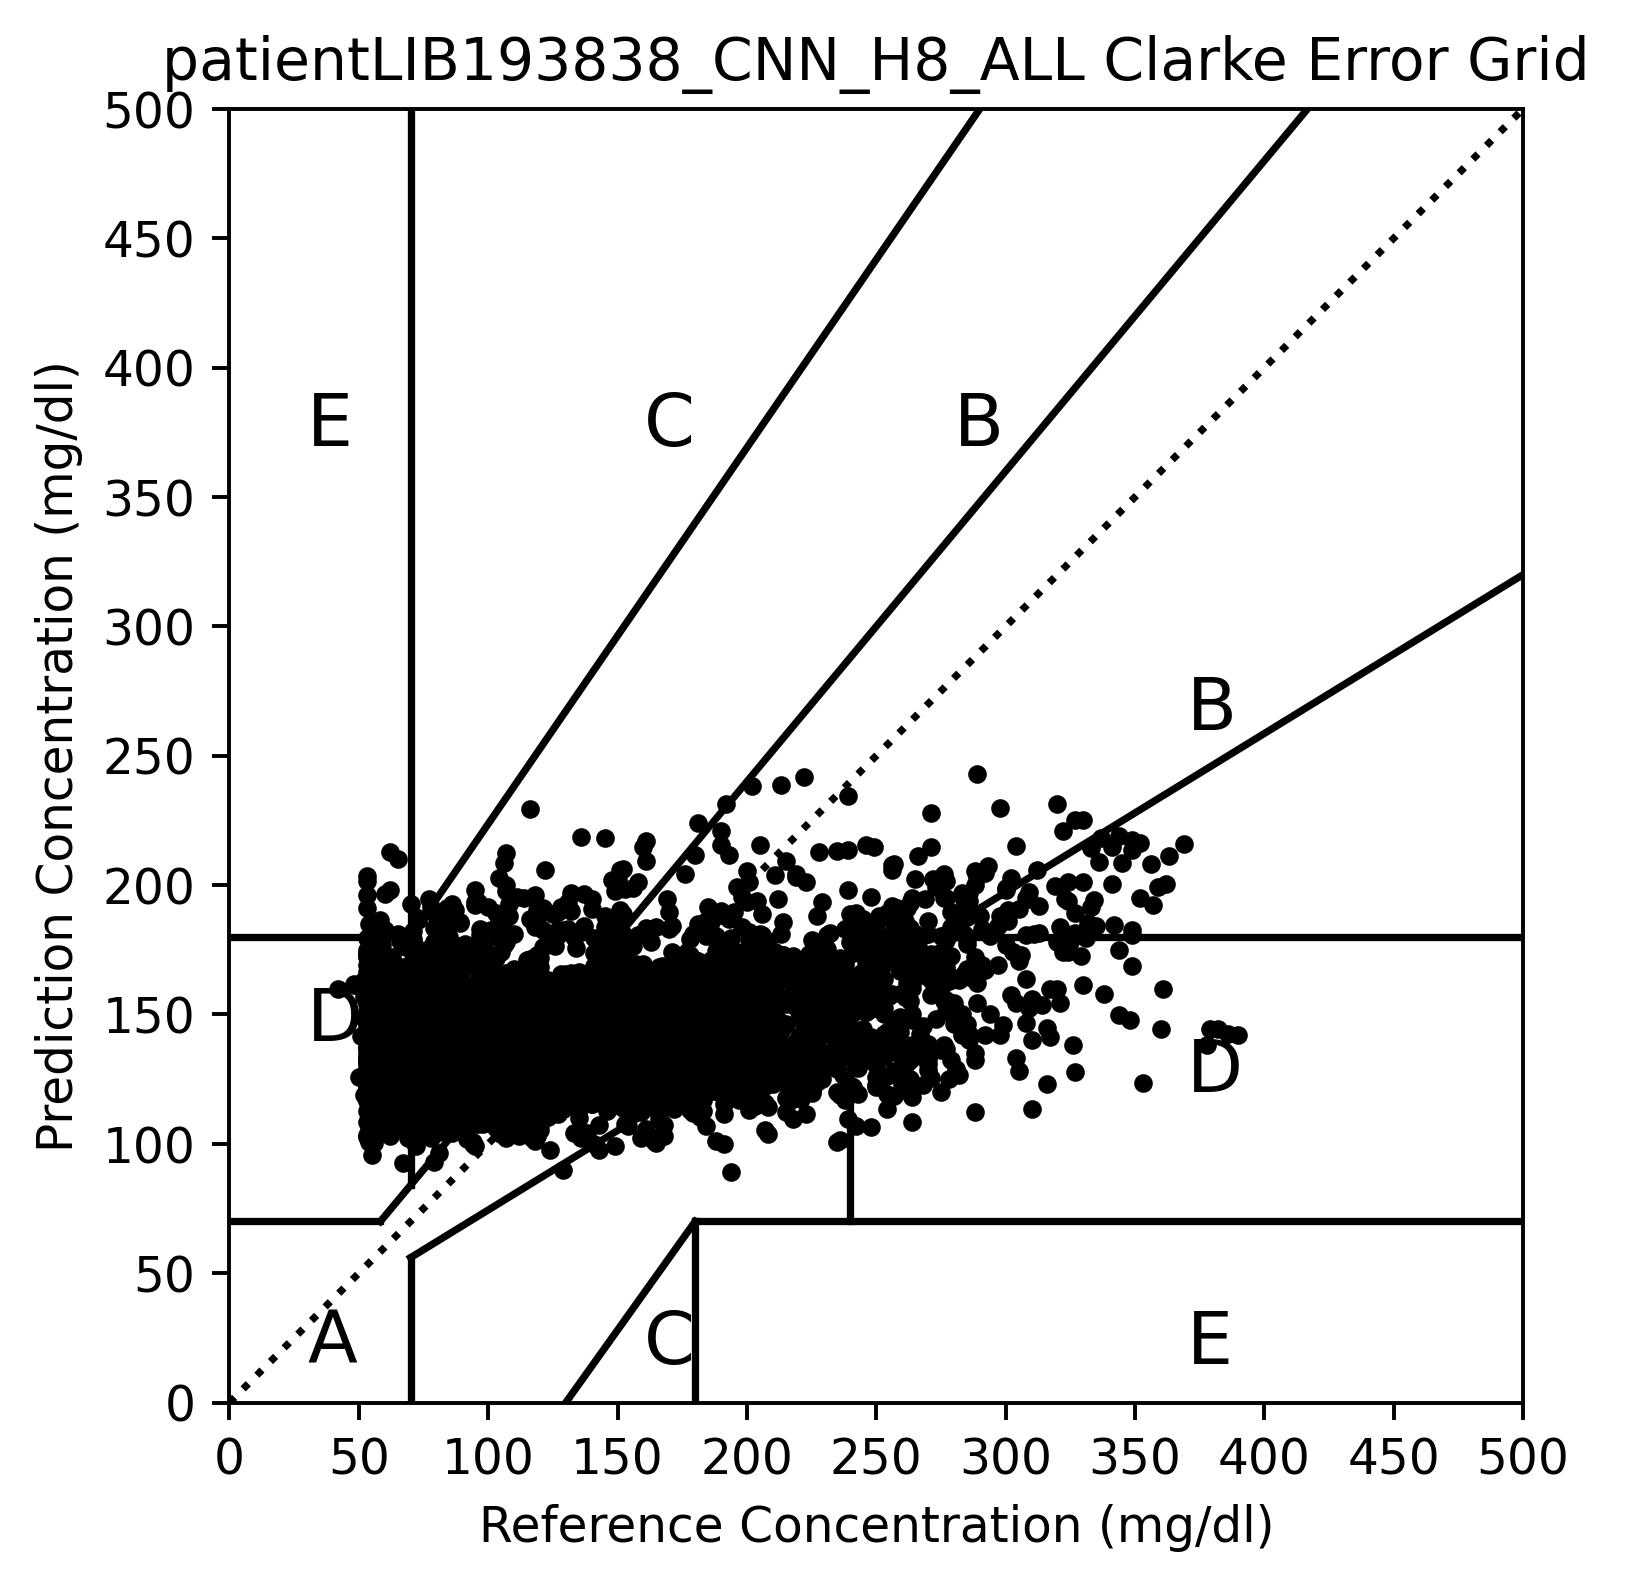 patientLIB193838_CNN_H8_ALL Clarke Error Grid
500
450
400
350
300
250
200
150
100
50
0
Prediction Concentration (mg/dl)
E
C
B
B
D
D
A
C
E
0 50 100 150 200 250 300 350 400 450 500
Reference Concentration (mg/dl)